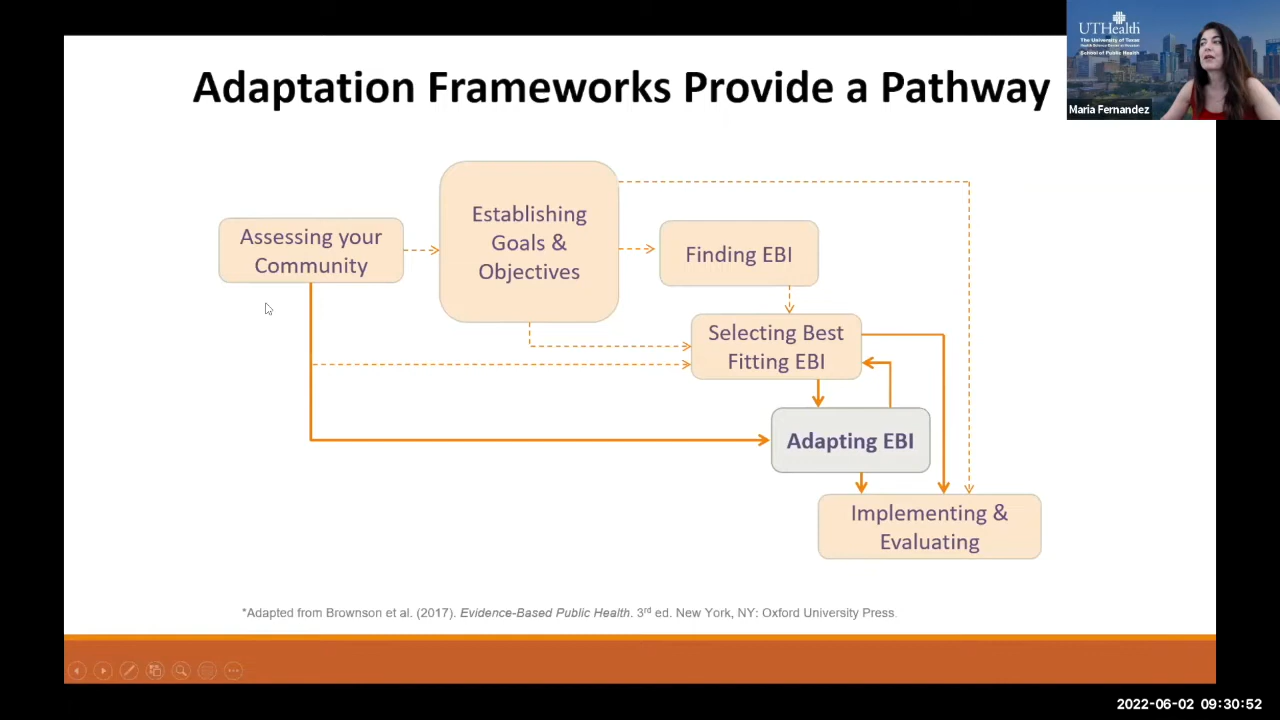 Adaptation Frameworks Provide a Pathway
UTHealth
The University of Texas
Health Science Center at Houston
School of Public Health
Maria Fernandez
Assessing your
Community
Establishing
Goals &
Objectives
Finding EBI
Selecting Best
Fitting EBI
Adapting EBI
Implementing &
Evaluating
*Adapted from Brownson et al. (2017). Evidence-Based Public Health. 3rd ed. New York, NY: Oxford University Press.
2022-06-02 09:30:52